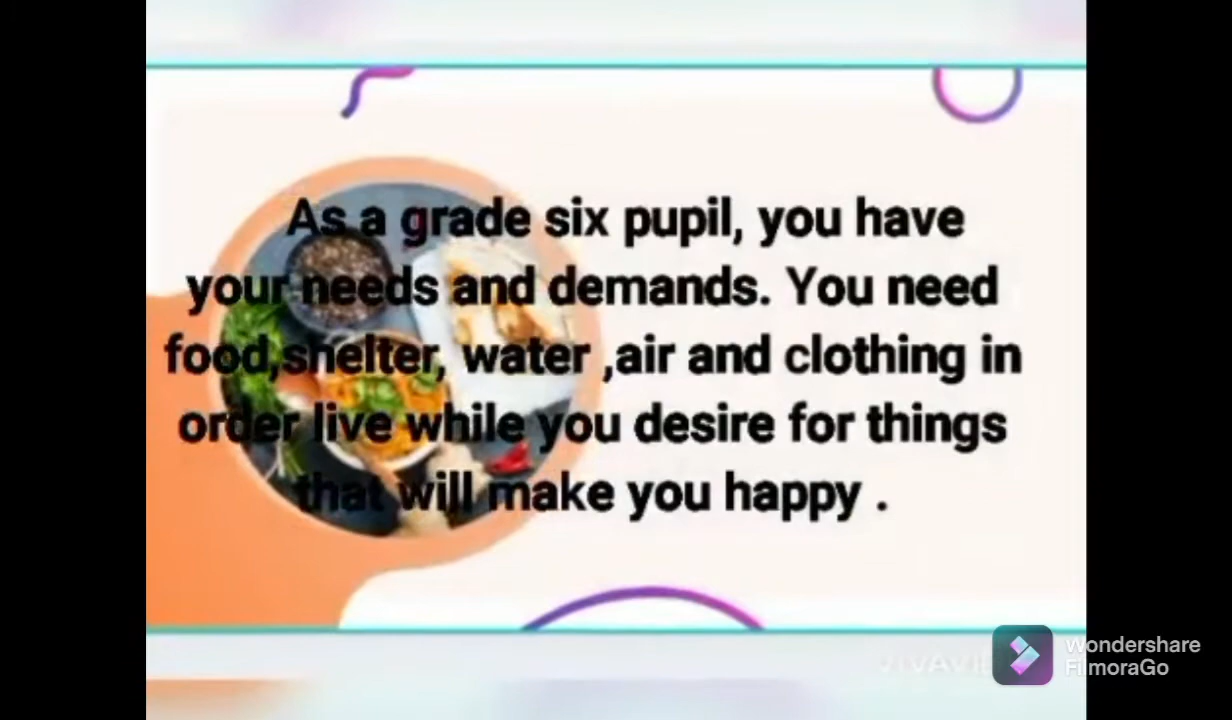 As a grade six pupil, you have
your needs and demands. You need
food,shelter, water ,air and clothing in
order live while you desire for things
that will make you happy .
Wondershare
FilmoraGo